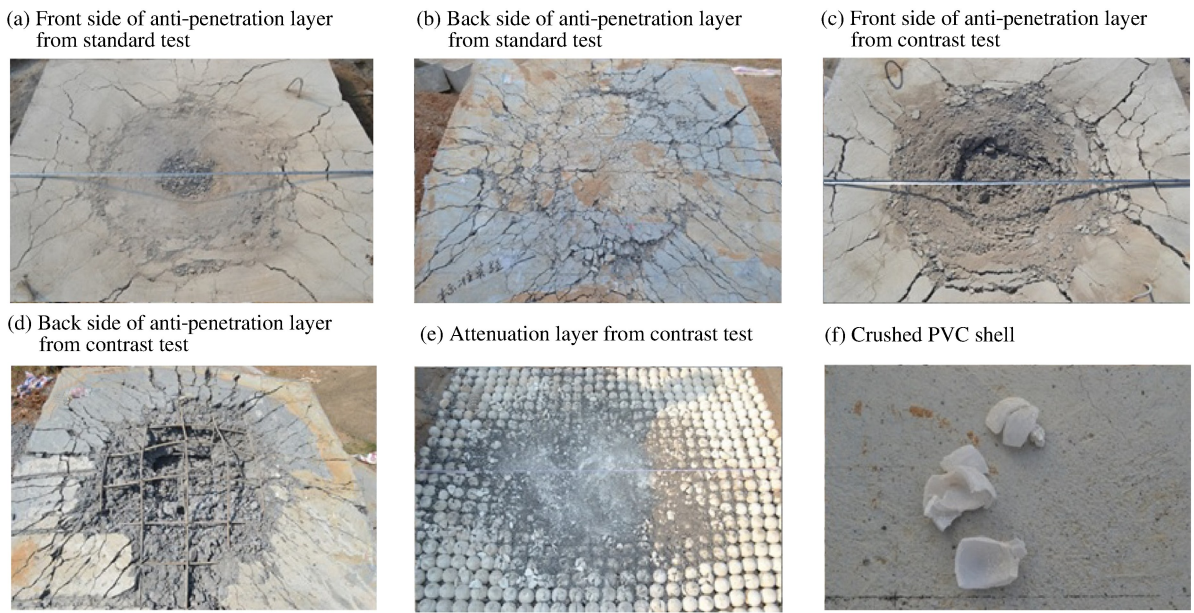 (a) Front side of anti-penetration layer
from standard test
(b) Back side of anti-penetration layer
from standard test
(c) Front side of anti-penetration layer
from contrast test
(d) Back side of anti-penetration layer
from contrast test
(e) Attenuation layer from contrast test
(f) Crushed PVC shell